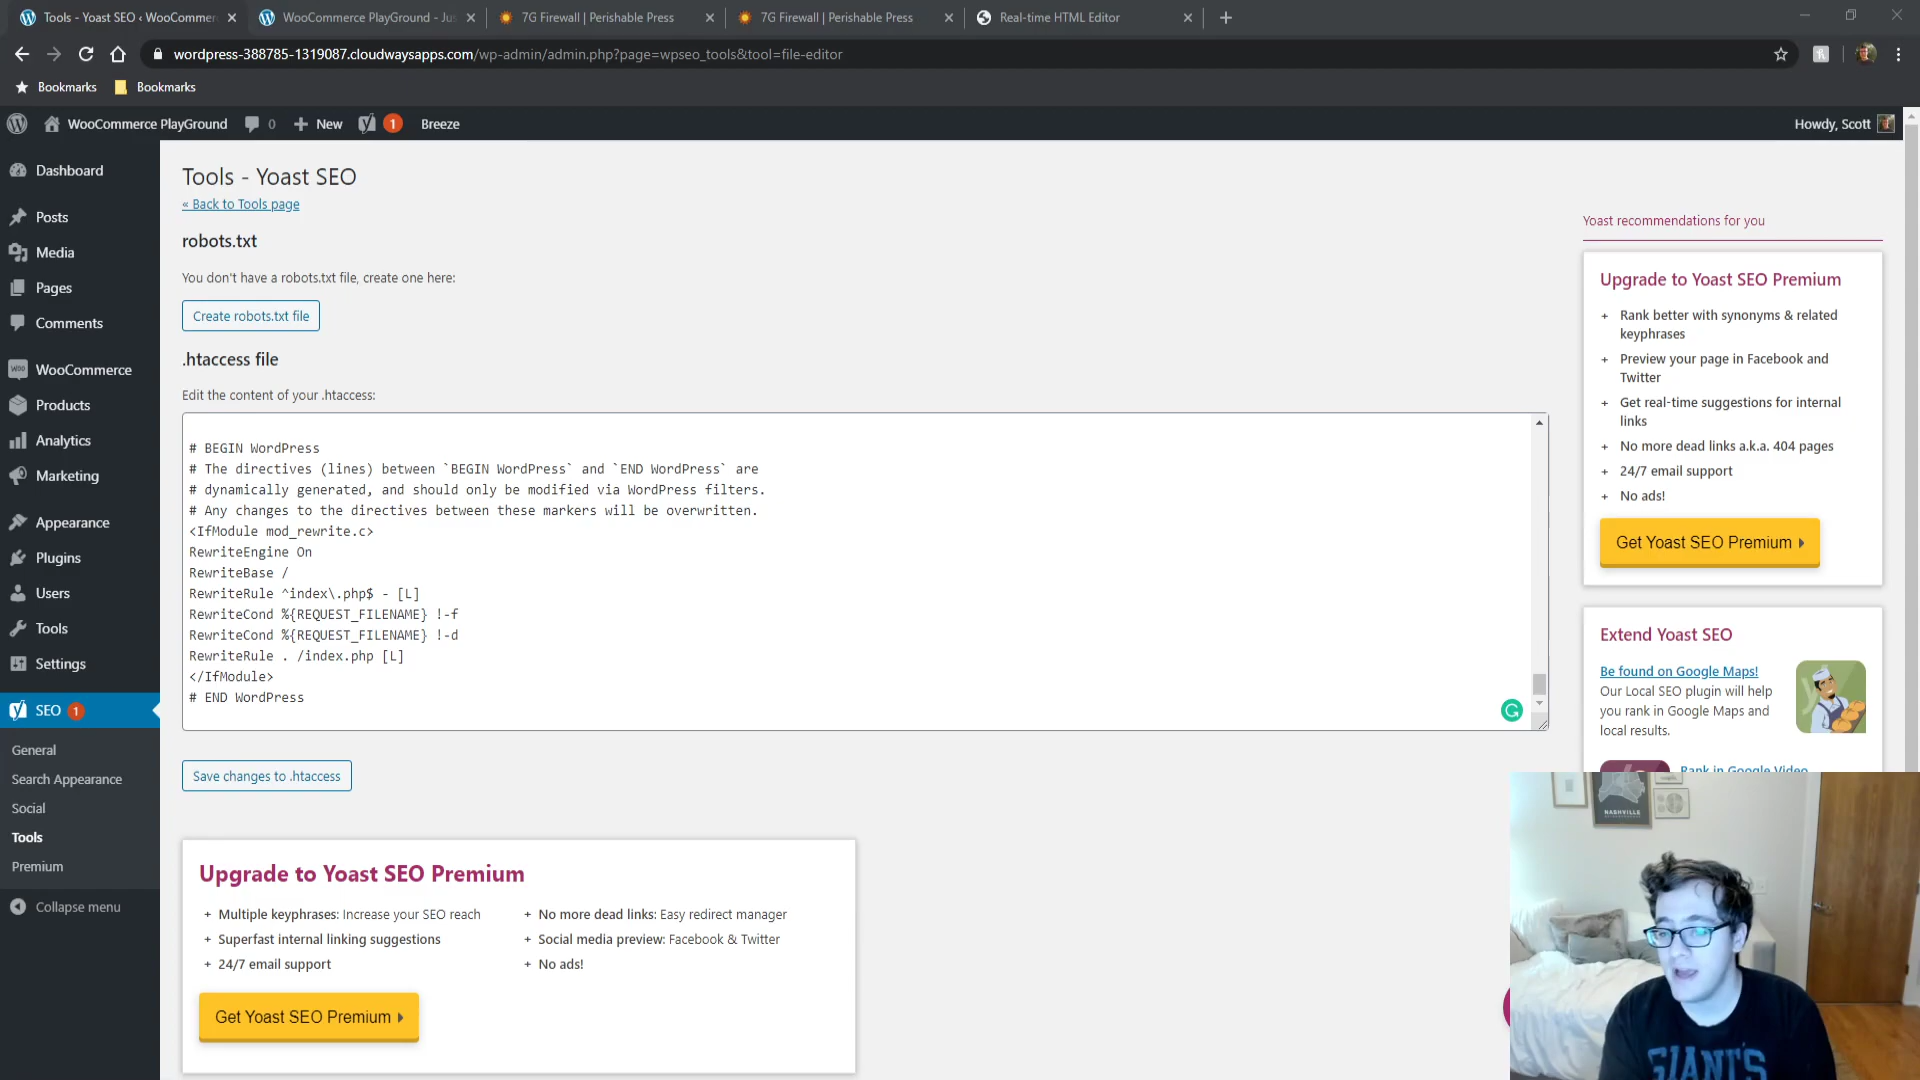 Tools - Yoast SEO ‹ WooCommer
WooCommerce PlayGround - Jus
7G Firewall | Perishable Press
7G Firewall | Perishable Press
Real-time HTML Editor
wordpress-388785-1319087.cloudwaysapps.com/wp-admin/admin.php?page=wpseo_tools&tool=file-editor
Bookmarks
Bookmarks
WooCommerce PlayGround
0
New
1
Breeze
Howdy, Scott
Dashboard
Posts
Media
Pages
Comments
WooCommerce
Products
Analytics
Marketing
Appearance
Plugins
Users
Tools
Settings
SEO 1
General
Search Appearance
Social
Tools
Premium
Collapse menu
Tools - Yoast SEO
« Back to Tools page
robots.txt
You don't have a robots.txt file, create one here:
Create robots.txt file
.htaccess file
Edit the content of your .htaccess:
# BEGIN WordPress
# The directives (lines) between `BEGIN WordPress` and `END WordPress` are
# dynamically generated, and should only be modified via WordPress filters.
# Any changes to the directives between these markers will be overwritten.
<IfModule mod_rewrite.c>
RewriteEngine On
RewriteBase /
RewriteRule ^index\.php$ - [L]
RewriteCond %{REQUEST_FILENAME} !-f
RewriteCond %{REQUEST_FILENAME} !-d
RewriteRule . /index.php [L]
</IfModule>
# END WordPress
Save changes to .htaccess
Upgrade to Yoast SEO Premium
+ Multiple keyphrases: Increase your SEO reach
+ Superfast internal linking suggestions
+ 24/7 email support
+ No more dead links: Easy redirect manager
+ Social media preview: Facebook & Twitter
+ No ads!
Get Yoast SEO Premium
Yoast recommendations for you
Upgrade to Yoast SEO Premium
+ Rank better with synonyms & related
keyphrases
+ Preview your page in Facebook and
Twitter
+ Get real-time suggestions for internal
links
+ No more dead links a.k.a. 404 pages
+ 24/7 email support
+ No ads!
Get Yoast SEO Premium
Extend Yoast SEO
Be found on Google Maps!
Our Local SEO plugin will help
you rank in Google Maps and
local results.
Rank in Google Video
NASHVILLE
GIANTS